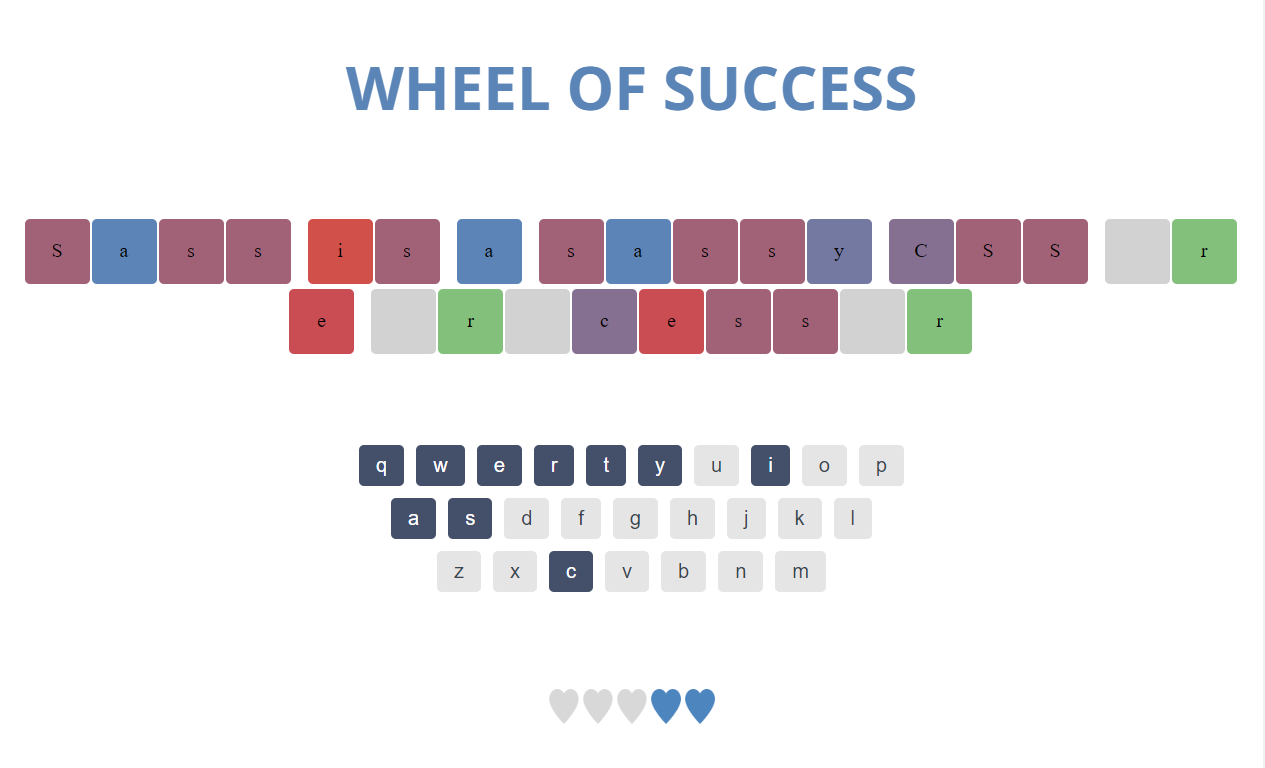 WHEEL OF SUCCESS
S a s s i s a s a s s y C S S r
e r c e s s r
q w e r t y u i o p
a s d f g h j k l
z x c v b n m